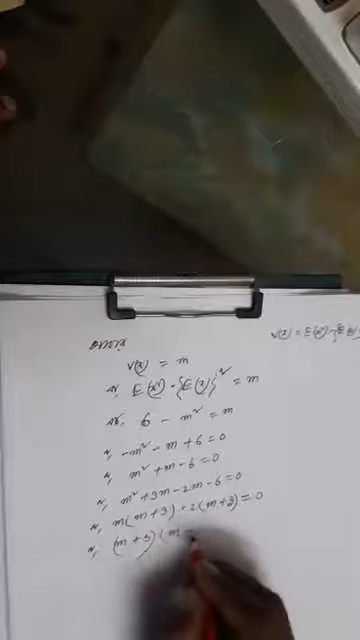 V(x) = E(x²) - {E(x)
V(x) = m
বা, E(x²) - {E(x)}² = m
বা, 6 - m² = m
বা, -m² - m + 6 = 0
বা, m² + m - 6 = 0
বা, m² + 3m - 2m - 6 = 0
বা, m(m + 3) - 2(m + 3) = 0
বা, (m + 3)(m -